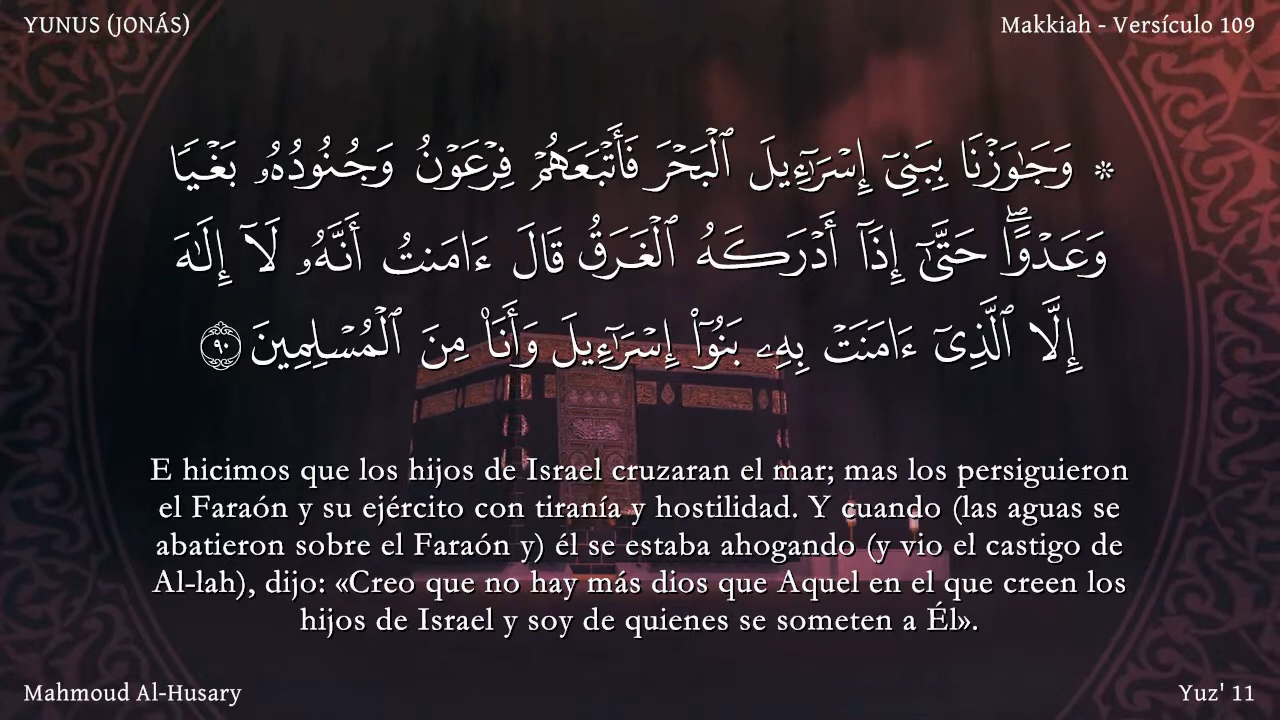 YUNUS (JONÁS)
Makkiah - Versículo 109
۞ وَجَٰوَزْنَا بِبَنِىٓ إِسْرَٰٓءِيلَ ٱلْبَحْرَ فَأَتْبَعَهُمْ فِرْعَوْنُ وَجُنُودُهُۥ بَغْيًا
وَعَدْوًا ۖ حَتَّىٰٓ إِذَآ أَدْرَكَهُ ٱلْغَرَقُ قَالَ ءَامَنتُ أَنَّهُۥ لَآ إِلَٰهَ
إِلَّا ٱلَّذِىٓ ءَامَنَتْ بِهِۦ بَنُوٓا۟ إِسْرَٰٓءِيلَ وَأَنَا۠ مِنَ ٱلْمُسْلِمِينَ ٩٠
E hicimos que los hijos de Israel cruzaran el mar; mas los persiguieron
el Faraón y su ejército con tiranía y hostilidad. Y cuando (las aguas se
abatieron sobre el Faraón y) él se estaba ahogando (y vio el castigo de
Al-lah), dijo: «Creo que no hay más dios que Aquel en el que creen los
hijos de Israel y soy de quienes se someten a Él».
Mahmoud Al-Husary
Yuz' 11